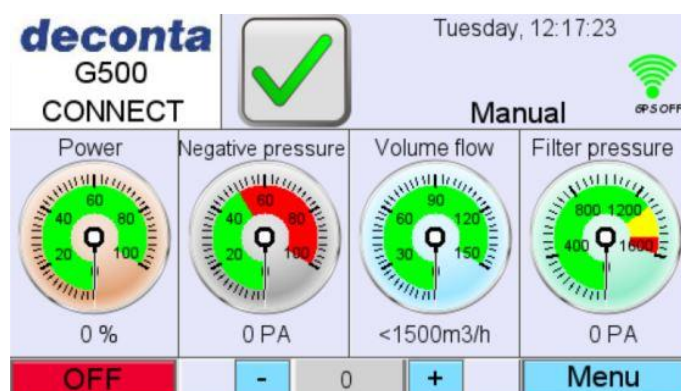 deconta
G500
CONNECT
Tuesday, 12:17:23
Manual
GPS OFF
Power
20
40
60
80
100
0 %
Negative pressure
40
60
80
100
0 PA
Volume flow
30
60
90
120
150
<1500m3/h
Filter pressure
400
800
1200
1600
0 PA
OFF
-
0
+
Menu